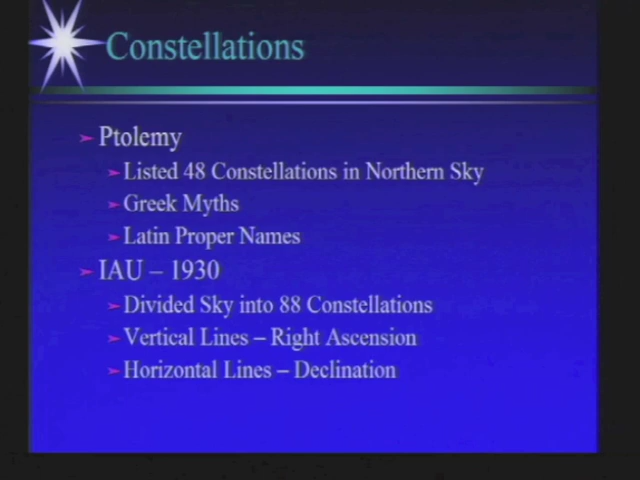 Constellations
Ptolemy
Listed 48 Constellations in Northern Sky
Greek Myths
Latin Proper Names
IAU – 1930
Divided Sky into 88 Constellations
Vertical Lines – Right Ascension
Horizontal Lines – Declination